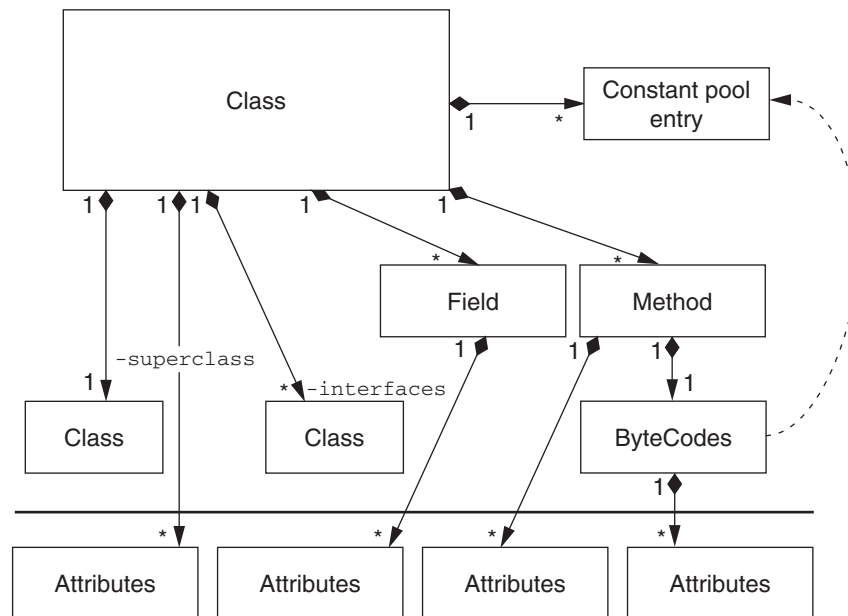 Class
Constant pool
entry
1
*
1
1
1
1
1
*
*
Field
Method
1
1
1
-superclass
1
*
-interfaces
1
Class
Class
ByteCodes
1
*
*
*
*
Attributes
Attributes
Attributes
Attributes